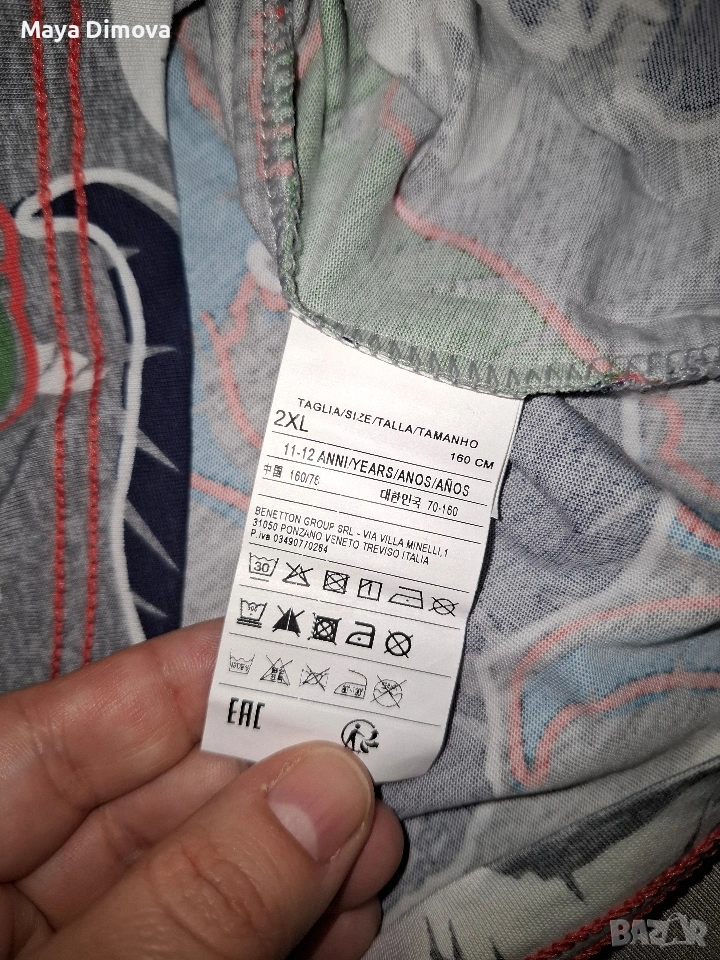 Maya Dimova
TAGLIA/SIZE/TALLA/TAMANHO
2XL 160 CM
11-12 ANNI/YEARS/ANOS/AÑOS
中国 160/76 대한민국 70-160
BENETTON GROUP SRL - VIA VILLA MINELLI,1
31050 PONZANO VENETO TREVISO ITALIA
P.iva 03490770264
30
EAC
BAZAR